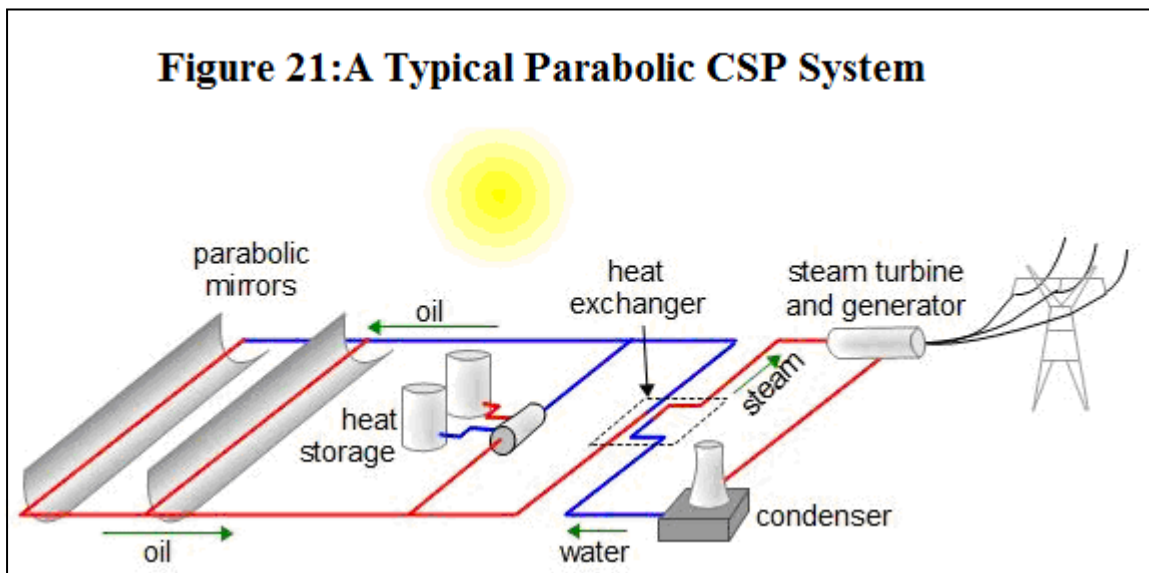 Figure 21:A Typical Parabolic CSP System
parabolic
mirrors
oil
heat
exchanger
steam turbine
and generator
heat
storage
steam
condenser
oil
water